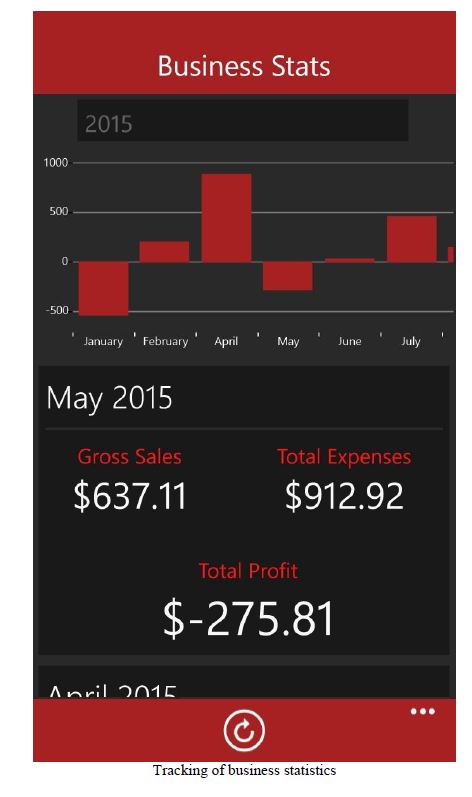 Business Stats
2015
1000
500
0
-500
January February April May June July
May 2015
Gross Sales Total Expenses
$637.11 $912.92
Total Profit
$-275.81
April 2015
Tracking of business statistics